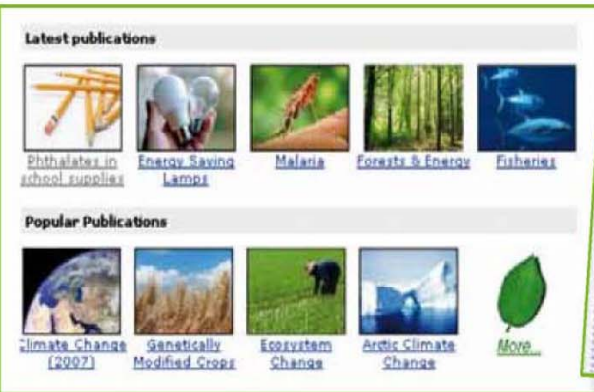 Latest publications
Phthalates in
school supplies
Energy Saving
Lamps
Malaria
Forests & Energy
Fisheries
Popular Publications
Climate Change
(2007)
Genetically
Modified Crops
Ecosystem
Change
Arctic Climate
Change
More...